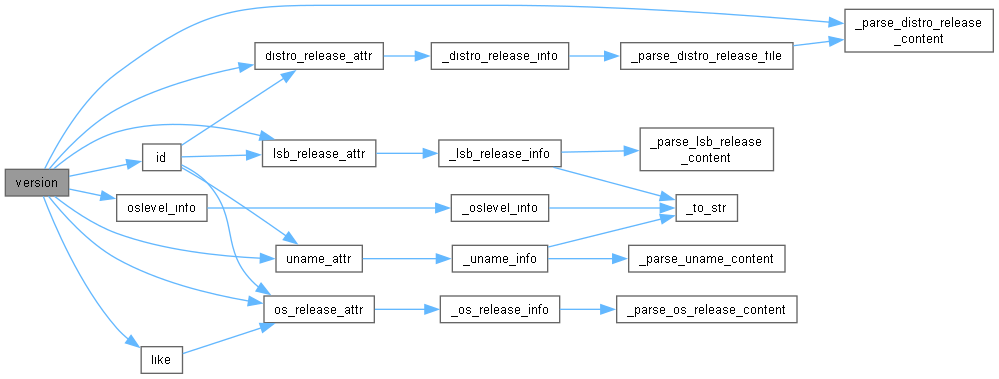 version
id
oslevel_info
like
distro_release_attr
lsb_release_attr
uname_attr
os_release_attr
_distro_release_info
_lsb_release_info
_oslevel_info
_uname_info
_os_release_info
_parse_distro_release_file
_parse_lsb_release
_content
_to_str
_parse_uname_content
_parse_os_release_content
_parse_distro_release
_content